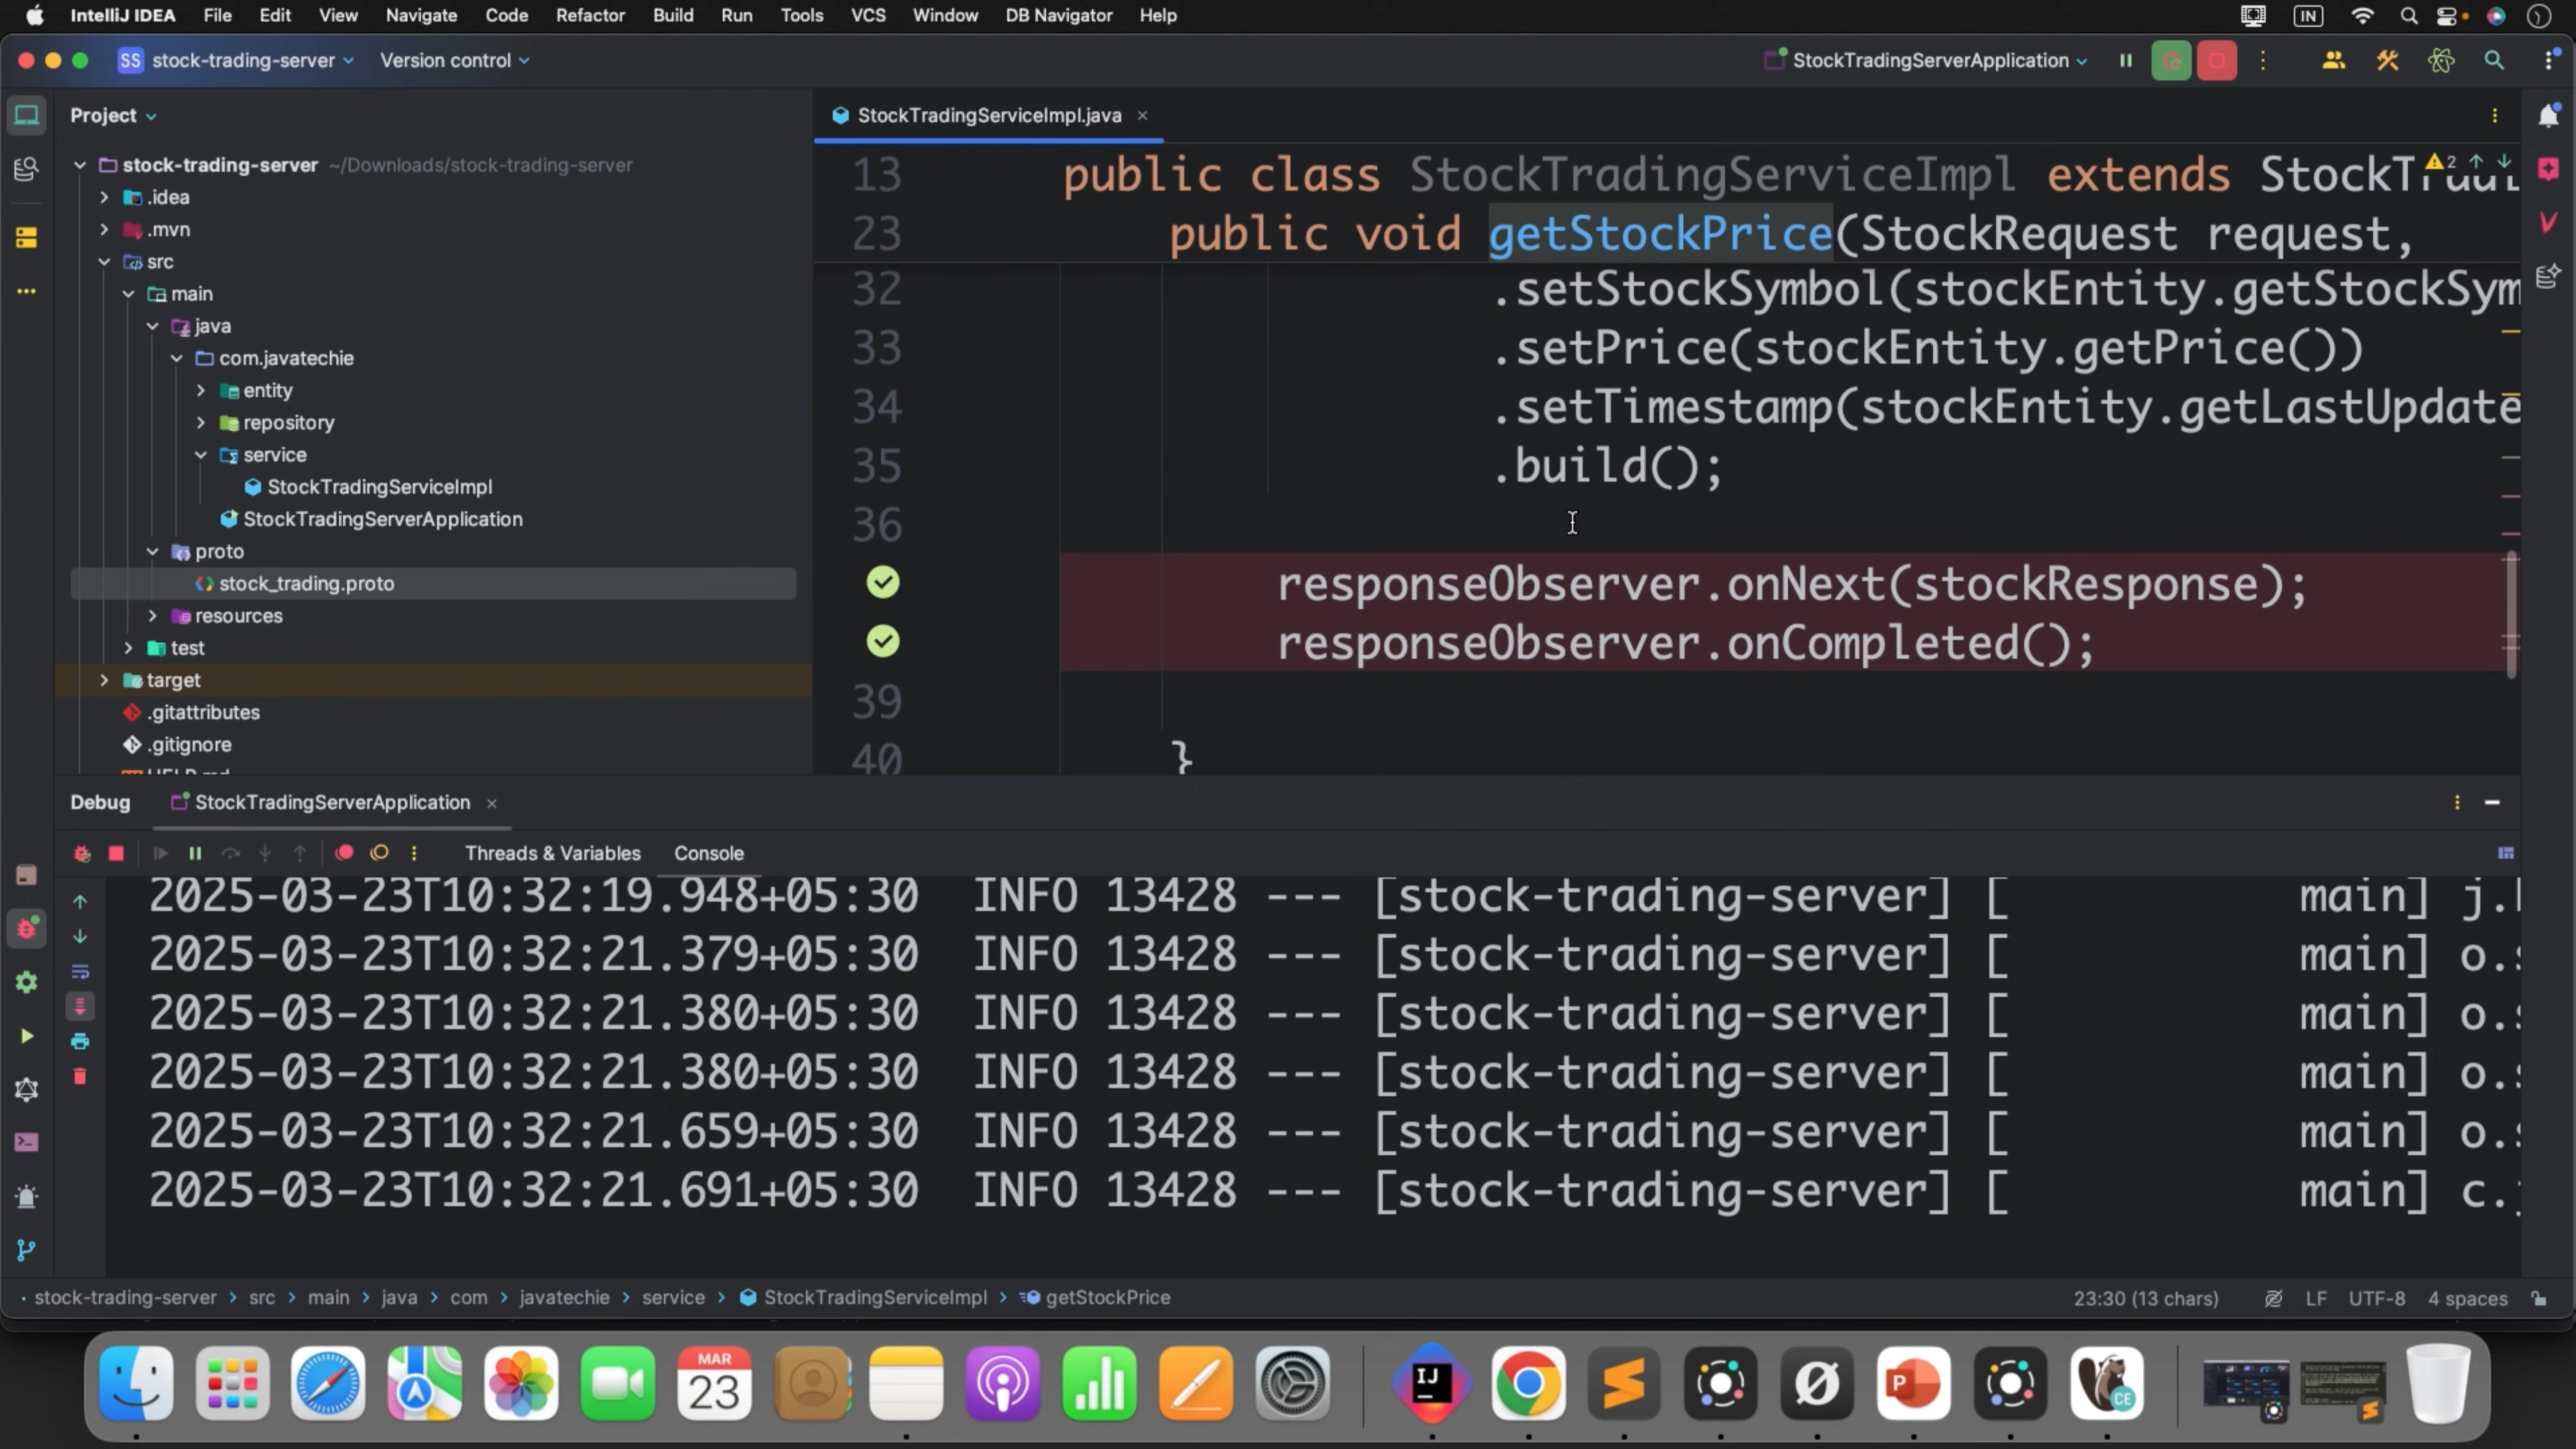 IntelliJ IDEA File Edit View Navigate Code Refactor Build Run Tools VCS Window DB Navigator Help IN
SS stock-trading-server Version control StockTradingServerApplication
Project
stock-trading-server ~/Downloads/stock-trading-server
.idea
.mvn
src
main
java
com.javatechie
entity
repository
service
StockTradingServiceImpl
StockTradingServerApplication
proto
stock_trading.proto
resources
test
target
.gitattributes
.gitignore
StockTradingServiceImpl.java
13 public class StockTradingServiceImpl extends 2
23 public void getStockPrice(StockRequest request,
32 .setStockSymbol(stockEntity.getStockSym
33 .setPrice(stockEntity.getPrice())
34 .setTimestamp(stockEntity.getLastUpdate
35 .build();
36
responseObserver.onNext(stockResponse);
responseObserver.onCompleted();
39
40 }
Debug StockTradingServerApplication
Threads & Variables Console
2025-03-23T10:32:19.948+05:30 INFO 13428 --- [stock-trading-server] [ main] j.
2025-03-23T10:32:21.379+05:30 INFO 13428 --- [stock-trading-server] [ main] o.
2025-03-23T10:32:21.380+05:30 INFO 13428 --- [stock-trading-server] [ main] o.
2025-03-23T10:32:21.380+05:30 INFO 13428 --- [stock-trading-server] [ main] o.
2025-03-23T10:32:21.659+05:30 INFO 13428 --- [stock-trading-server] [ main] o.
2025-03-23T10:32:21.691+05:30 INFO 13428 --- [stock-trading-server] [ main] c.
stock-trading-server > src > main > java > com > javatechie > service > StockTradingServiceImpl > getStockPrice 23:30 (13 chars) LF UTF-8 4 spaces
MAR
23
IJ
P
CE